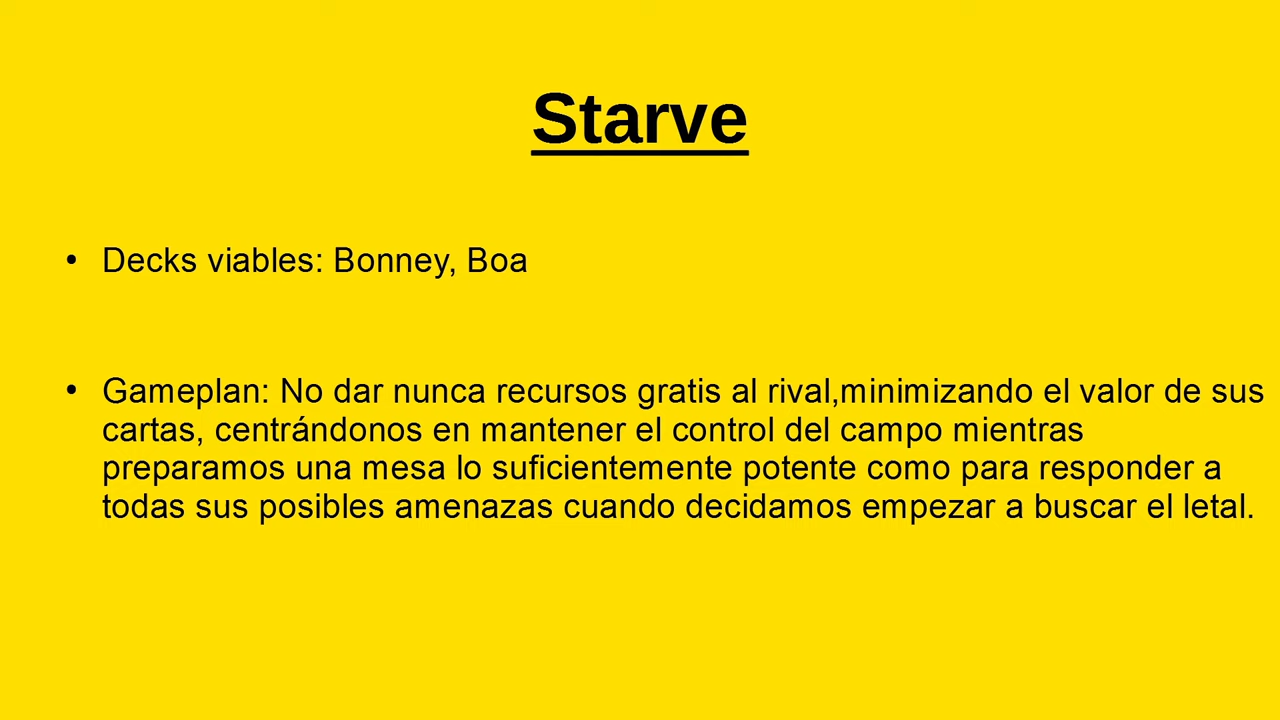 Starve
• Decks viables: Bonney, Boa
• Gameplan: No dar nunca recursos gratis al rival,minimizando el valor de sus
cartas, centrándonos en mantener el control del campo mientras
preparamos una mesa lo suficientemente potente como para responder a
todas sus posibles amenazas cuando decidamos empezar a buscar el letal.